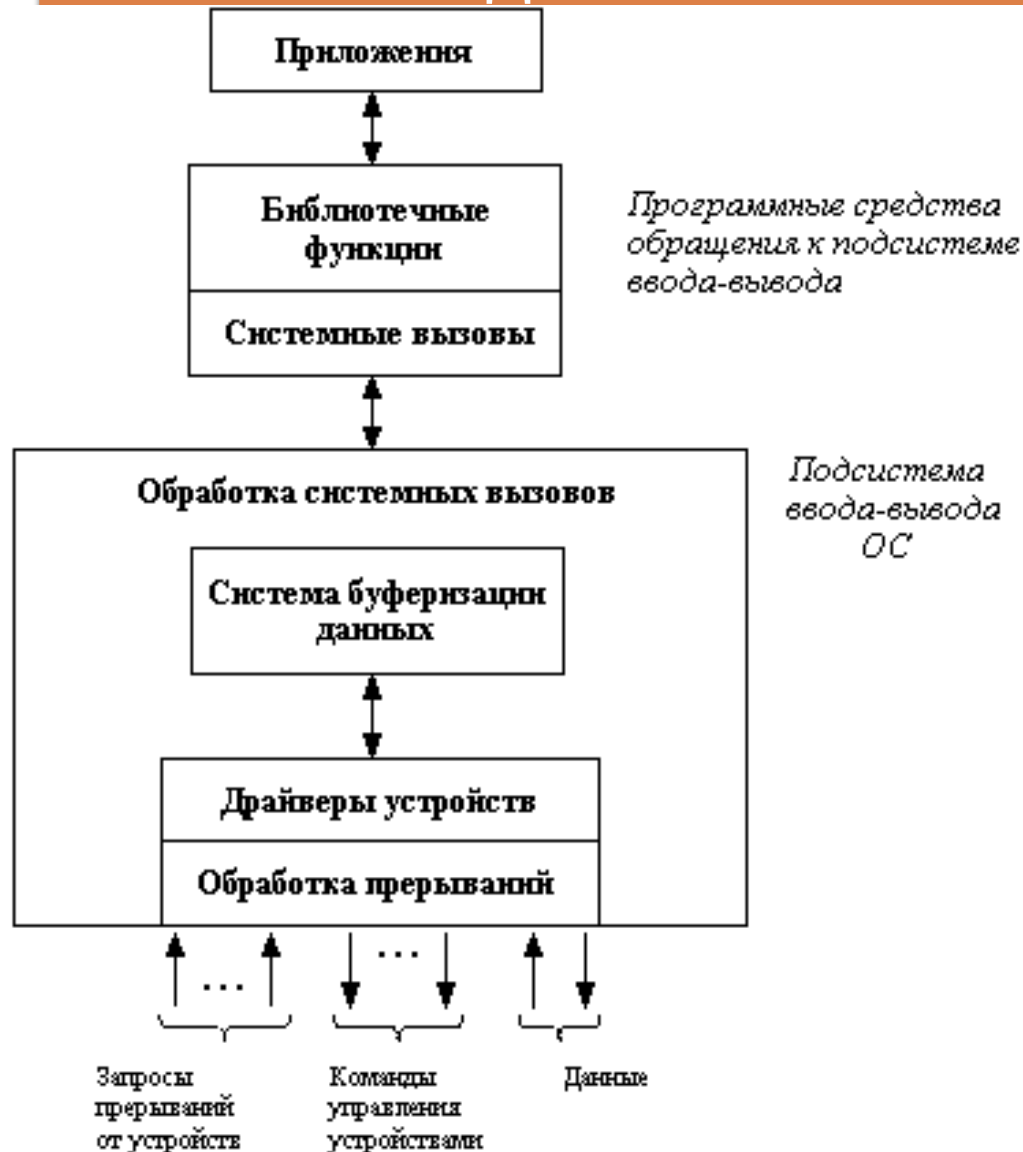 Приложения
Библиотечные
функции
Системные вызовы
Программные средства
обращения к подсистеме
ввода-вывода
Обработка системных вызовов
Подсистема
ввода-вывода
ОС
Система буферизации
данных
Драйверы устройств
Обработка прерываний
...
...
Запросы
прерываний
от устройств
Команды
управления
устройствами
Данные